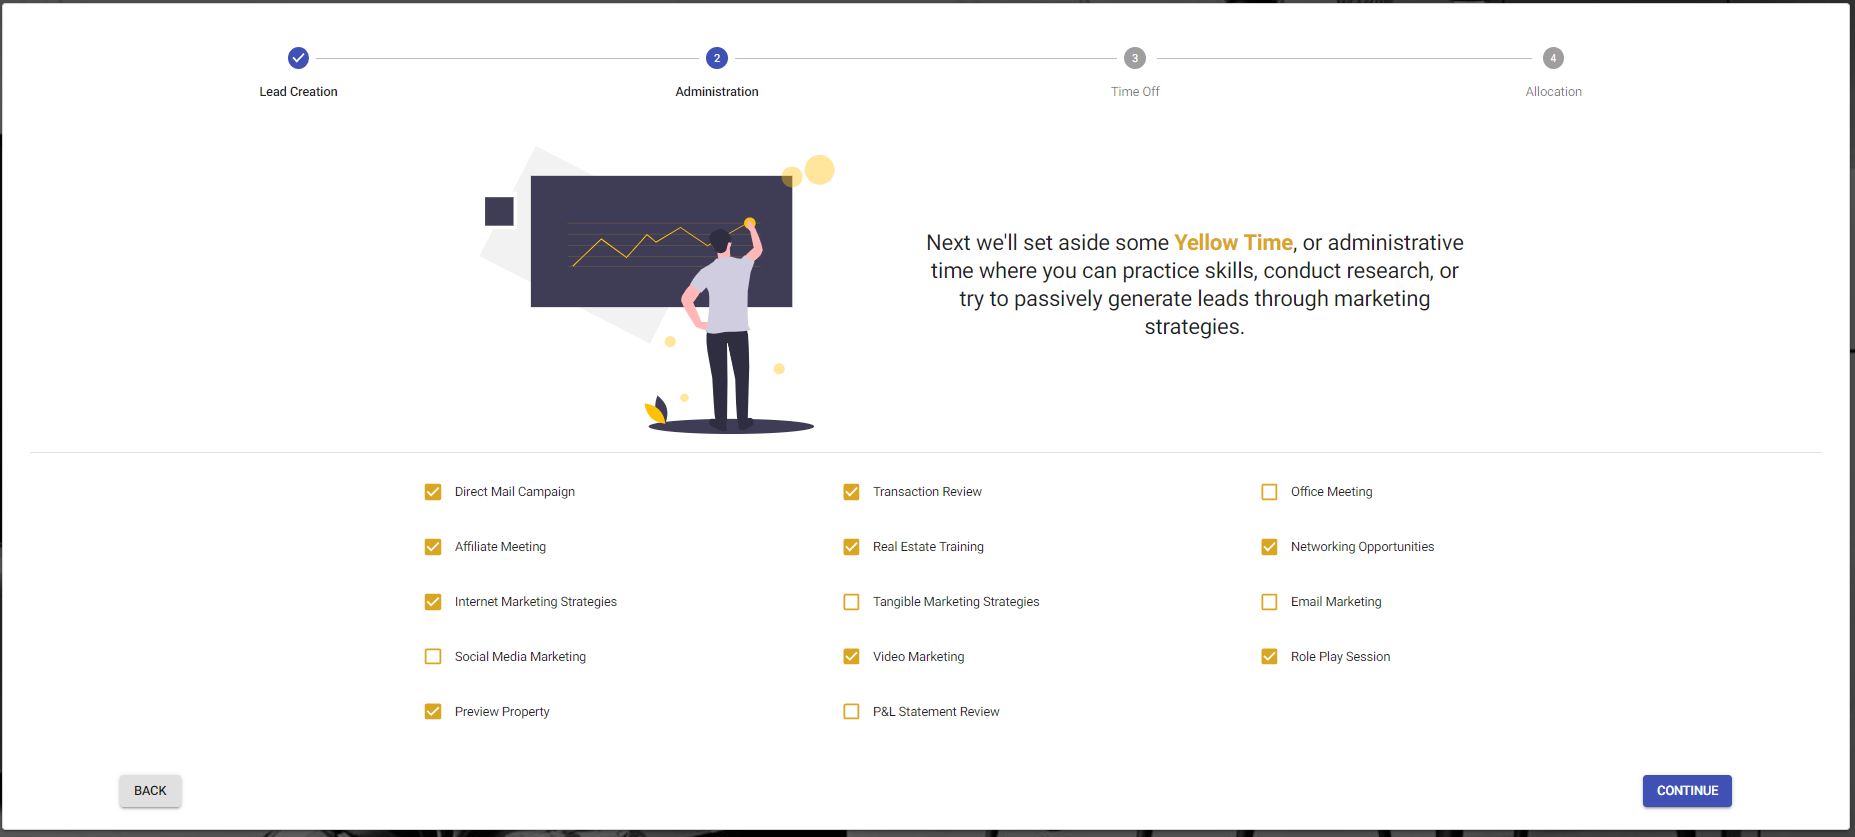 2
3
4
Lead Creation
Administration
Time Off
Allocation
Next we'll set aside some Yellow Time, or administrative
time where you can practice skills, conduct research, or
try to passively generate leads through marketing
strategies.
Direct Mail Campaign
Transaction Review
Office Meeting
Affiliate Meeting
Real Estate Training
Networking Opportunities
Internet Marketing Strategies
Tangible Marketing Strategies
Email Marketing
Social Media Marketing
Video Marketing
Role Play Session
Preview Property
P&L Statement Review
BACK
CONTINUE